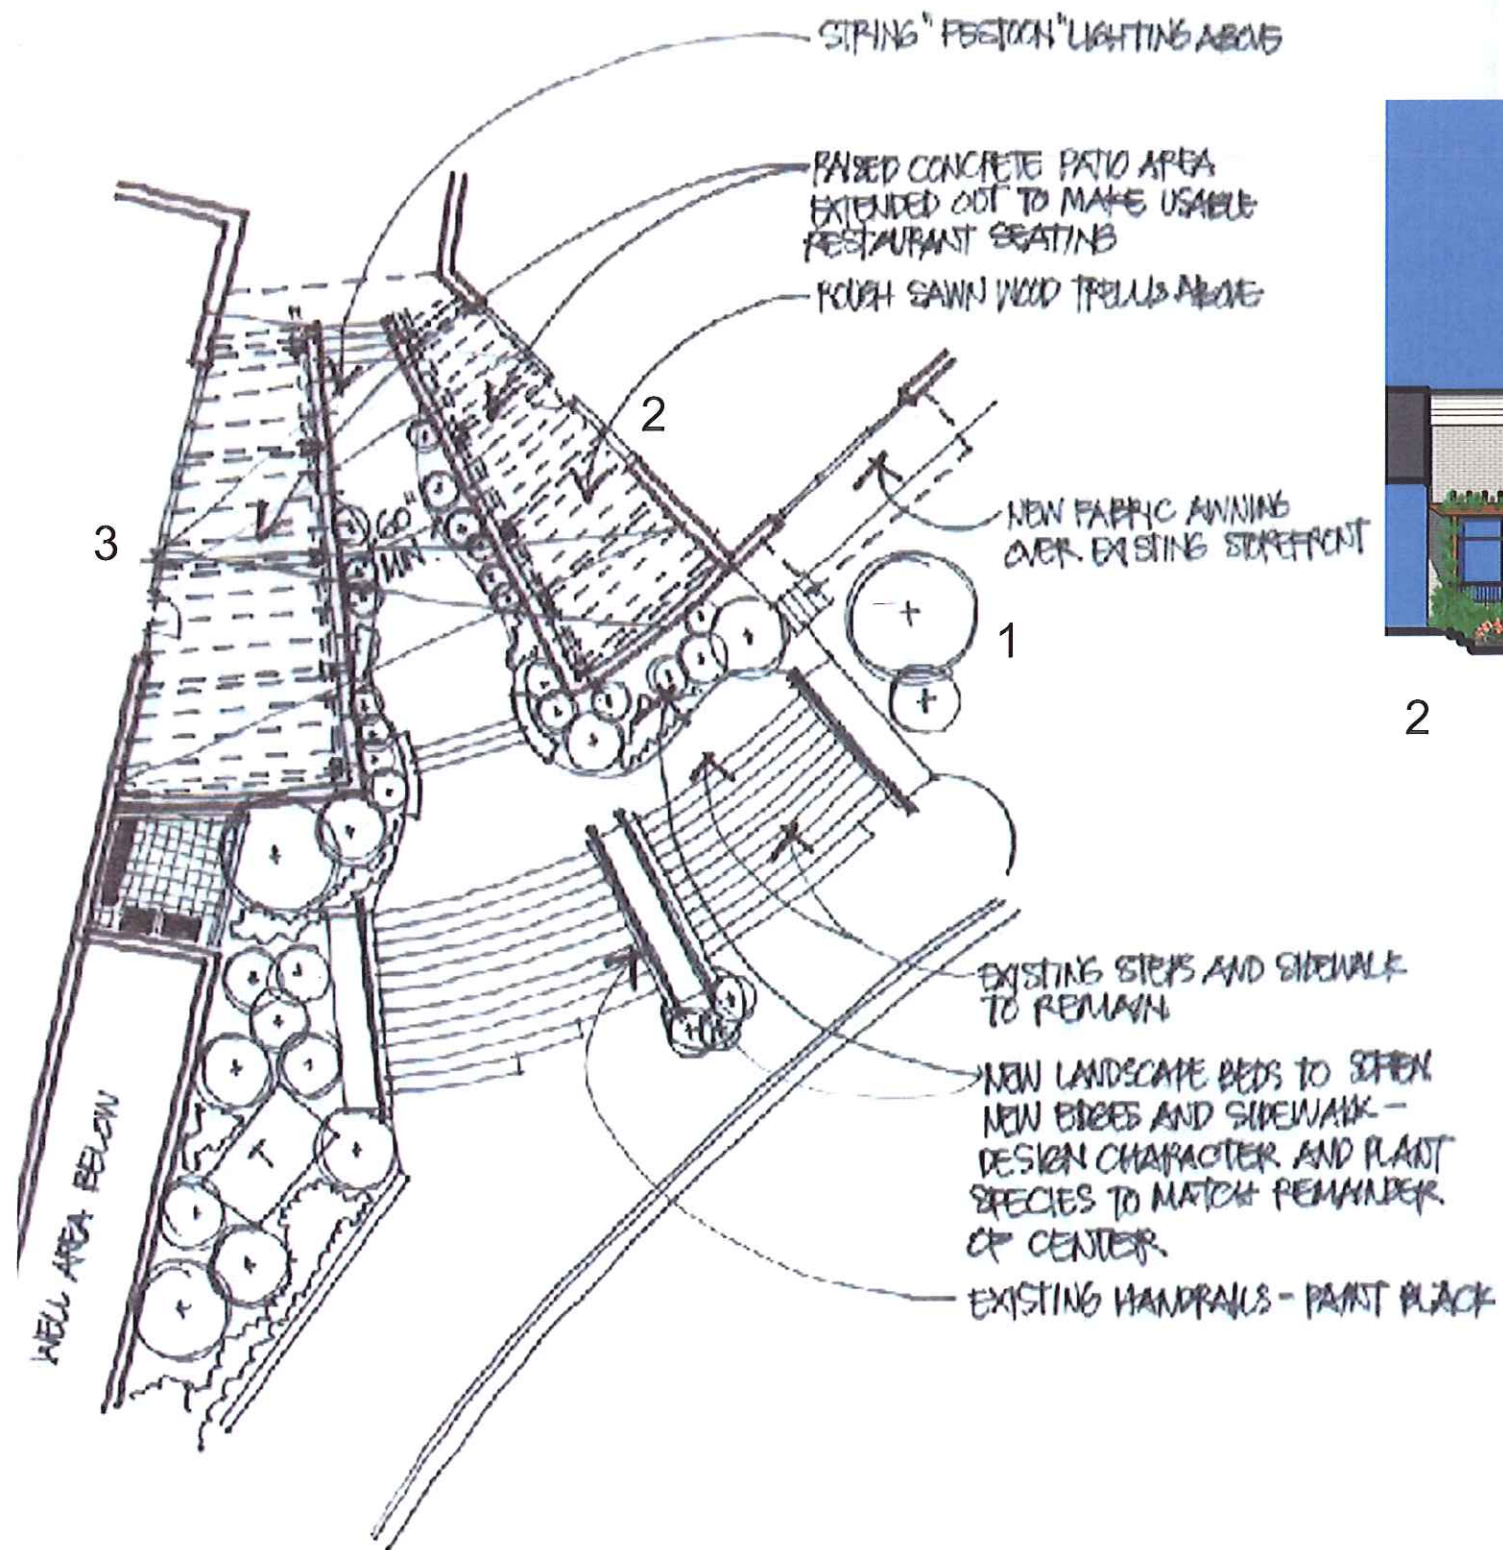 STRING "FESTOON" LIGHTING ABOVE
RAISED CONCRETE PATIO AREA
EXTENDED OUT TO MAKE USABLE
RESTAURANT SEATING
ROUGH SAWN WOOD TRELLIS ABOVE
2
NEW FABRIC AWNING
OVER EXISTING STOREFRONT
3
60"
MIN.
1
2
EXISTING STEPS AND SIDEWALK
TO REMAIN
NEW LANDSCAPE BEDS TO SOFTEN
NEW EDGES AND SIDEWALK -
DESIGN CHARACTER AND PLANT
SPECIES TO MATCH REMAINDER
OF CENTER
T
WELL AREA BELOW
EXISTING HANDRAILS - PAINT BLACK